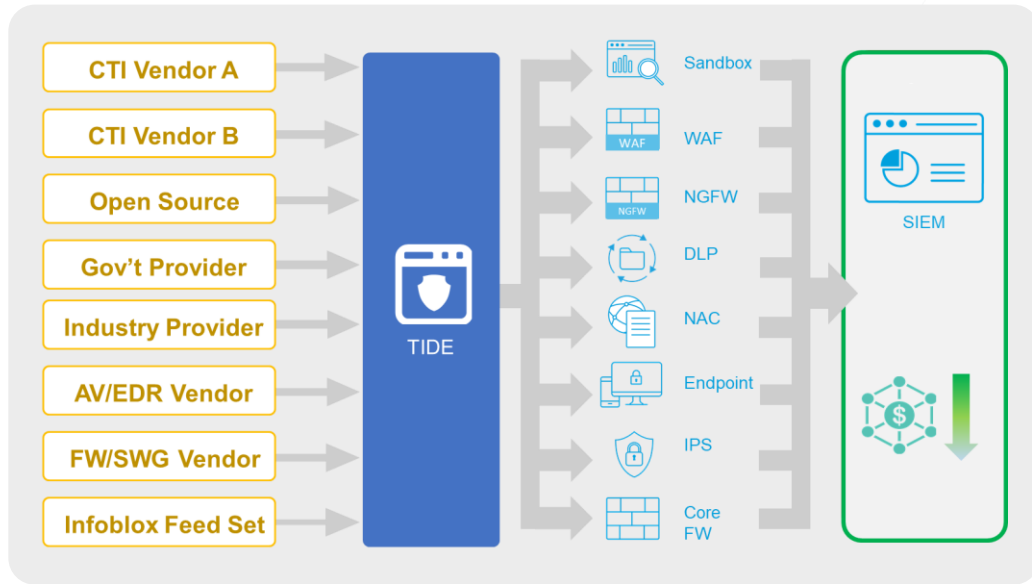 CTI Vendor A
CTI Vendor B
Open Source
Gov't Provider
Industry Provider
AV/EDR Vendor
FW/SWG Vendor
Infoblox Feed Set
TIDE
Sandbox
WAF
WAF
NGFW
NGFW
DLP
NAC
Endpoint
IPS
Core
FW
SIEM
$